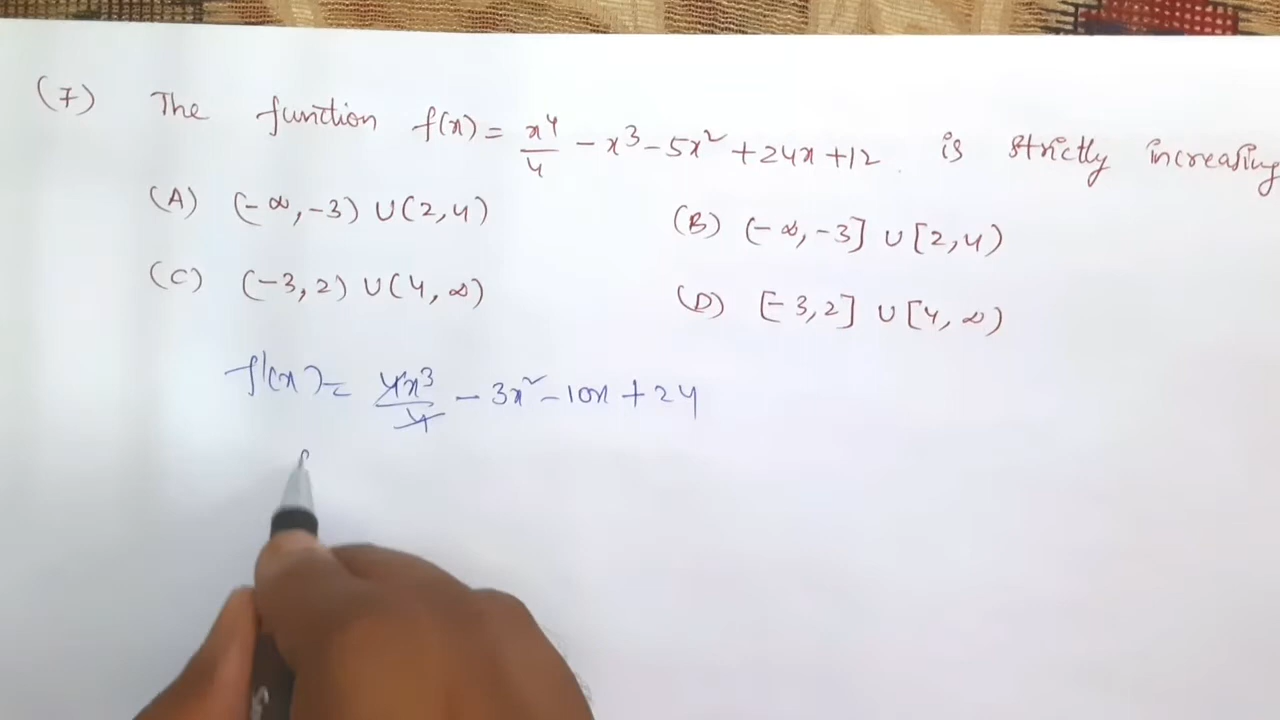 (7) The function f(x) = x⁴/4 - x³ - 5x² + 24x + 12 is strictly increasing
(A) (-∞, -3) ∪ (2, 4) (B) (-∞, -3] ∪ [2, 4)
(C) (-3, 2) ∪ (4, ∞) (D) [-3, 2] ∪ [4, ∞)
f'(x) = 4x³/4 - 3x² - 10x + 24